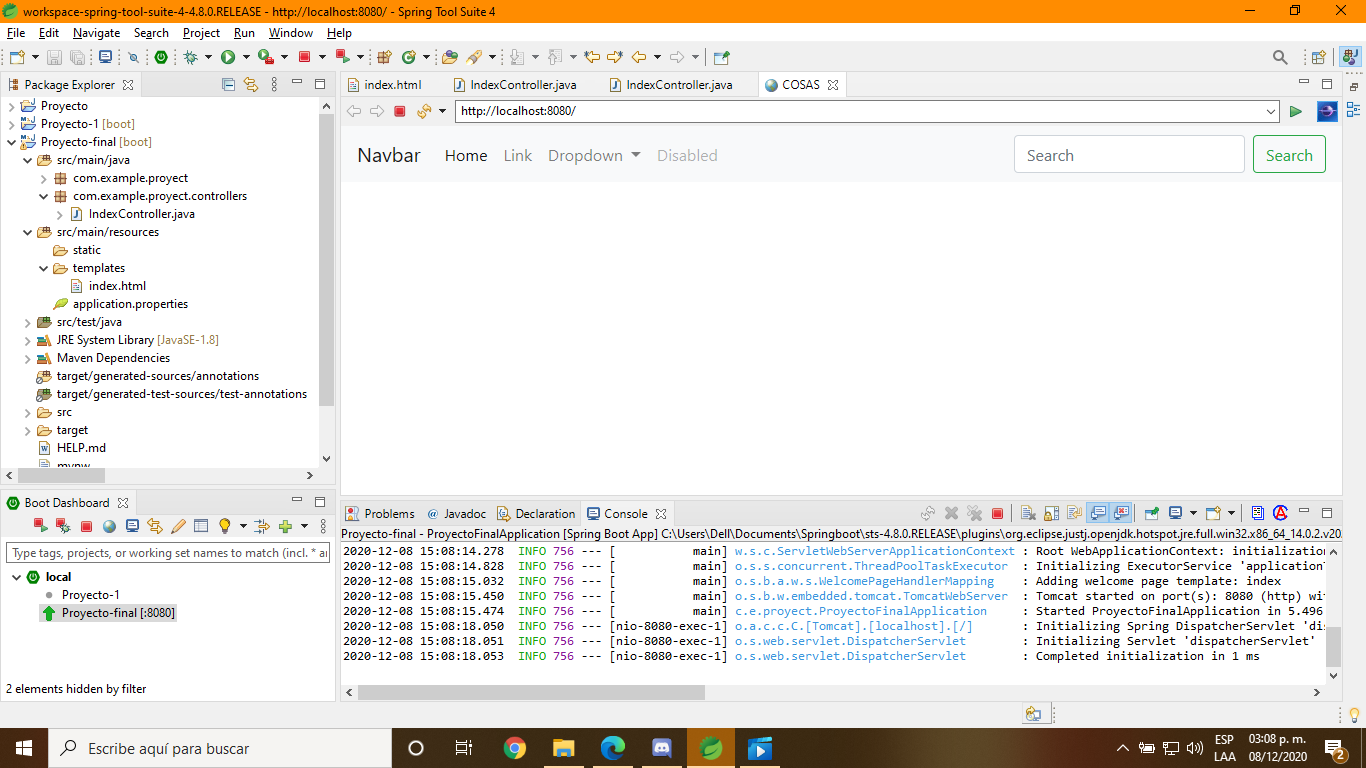 workspace-spring-tool-suite-4-4.8.0.RELEASE - http://localhost:8080/ - Spring Tool Suite 4
File Edit Navigate Search Project Run Window Help
Package Explorer
Proyecto
Proyecto-1 [boot]
Proyecto-final [boot]
src/main/java
com.example.proyect
com.example.proyect.controllers
IndexController.java
src/main/resources
static
templates
index.html
application.properties
src/test/java
JRE System Library [JavaSE-1.8]
Maven Dependencies
target/generated-sources/annotations
target/generated-test-sources/test-annotations
src
target
HELP.md
mvnw
index.html IndexController.java IndexController.java COSAS
http://localhost:8080/
Navbar Home Link Dropdown Disabled Search Search
Boot Dashboard
Type tags, projects, or working set names to match (incl. * a
local
Proyecto-1
Proyecto-final [:8080]
2 elements hidden by filter
Problems Javadoc Declaration Console
Proyecto-final - ProyectoFinalApplication [Spring Boot App] C:\Users\Dell\Documents\Springboot\sts-4.8.0.RELEASE\plugins\org.eclipse.justj.openjdk.hotspot.jre.full.win32.x86_64_14.0.2.v20
2020-12-08 15:08:14.278 INFO 756 --- [ main] w.s.c.ServletWebServerApplicationContext : Root WebApplicationContext: initialization
2020-12-08 15:08:14.828 INFO 756 --- [ main] o.s.s.concurrent.ThreadPoolTaskExecutor : Initializing ExecutorService 'application
2020-12-08 15:08:15.032 INFO 756 --- [ main] o.s.b.a.w.s.WelcomePageHandlerMapping : Adding welcome page template: index
2020-12-08 15:08:15.450 INFO 756 --- [ main] o.s.b.w.embedded.tomcat.TomcatWebServer : Tomcat started on port(s): 8080 (http) wi
2020-12-08 15:08:15.474 INFO 756 --- [ main] c.e.proyect.ProyectoFinalApplication : Started ProyectoFinalApplication in 5.496
2020-12-08 15:08:18.050 INFO 756 --- [nio-8080-exec-1] o.a.c.c.C.[Tomcat].[localhost].[/] : Initializing Spring DispatcherServlet 'dis
2020-12-08 15:08:18.051 INFO 756 --- [nio-8080-exec-1] o.s.web.servlet.DispatcherServlet : Initializing Servlet 'dispatcherServlet'
2020-12-08 15:08:18.053 INFO 756 --- [nio-8080-exec-1] o.s.web.servlet.DispatcherServlet : Completed initialization in 1 ms
Escribe aquí para buscar
ESP
LAA
03:08 p. m.
08/12/2020
2